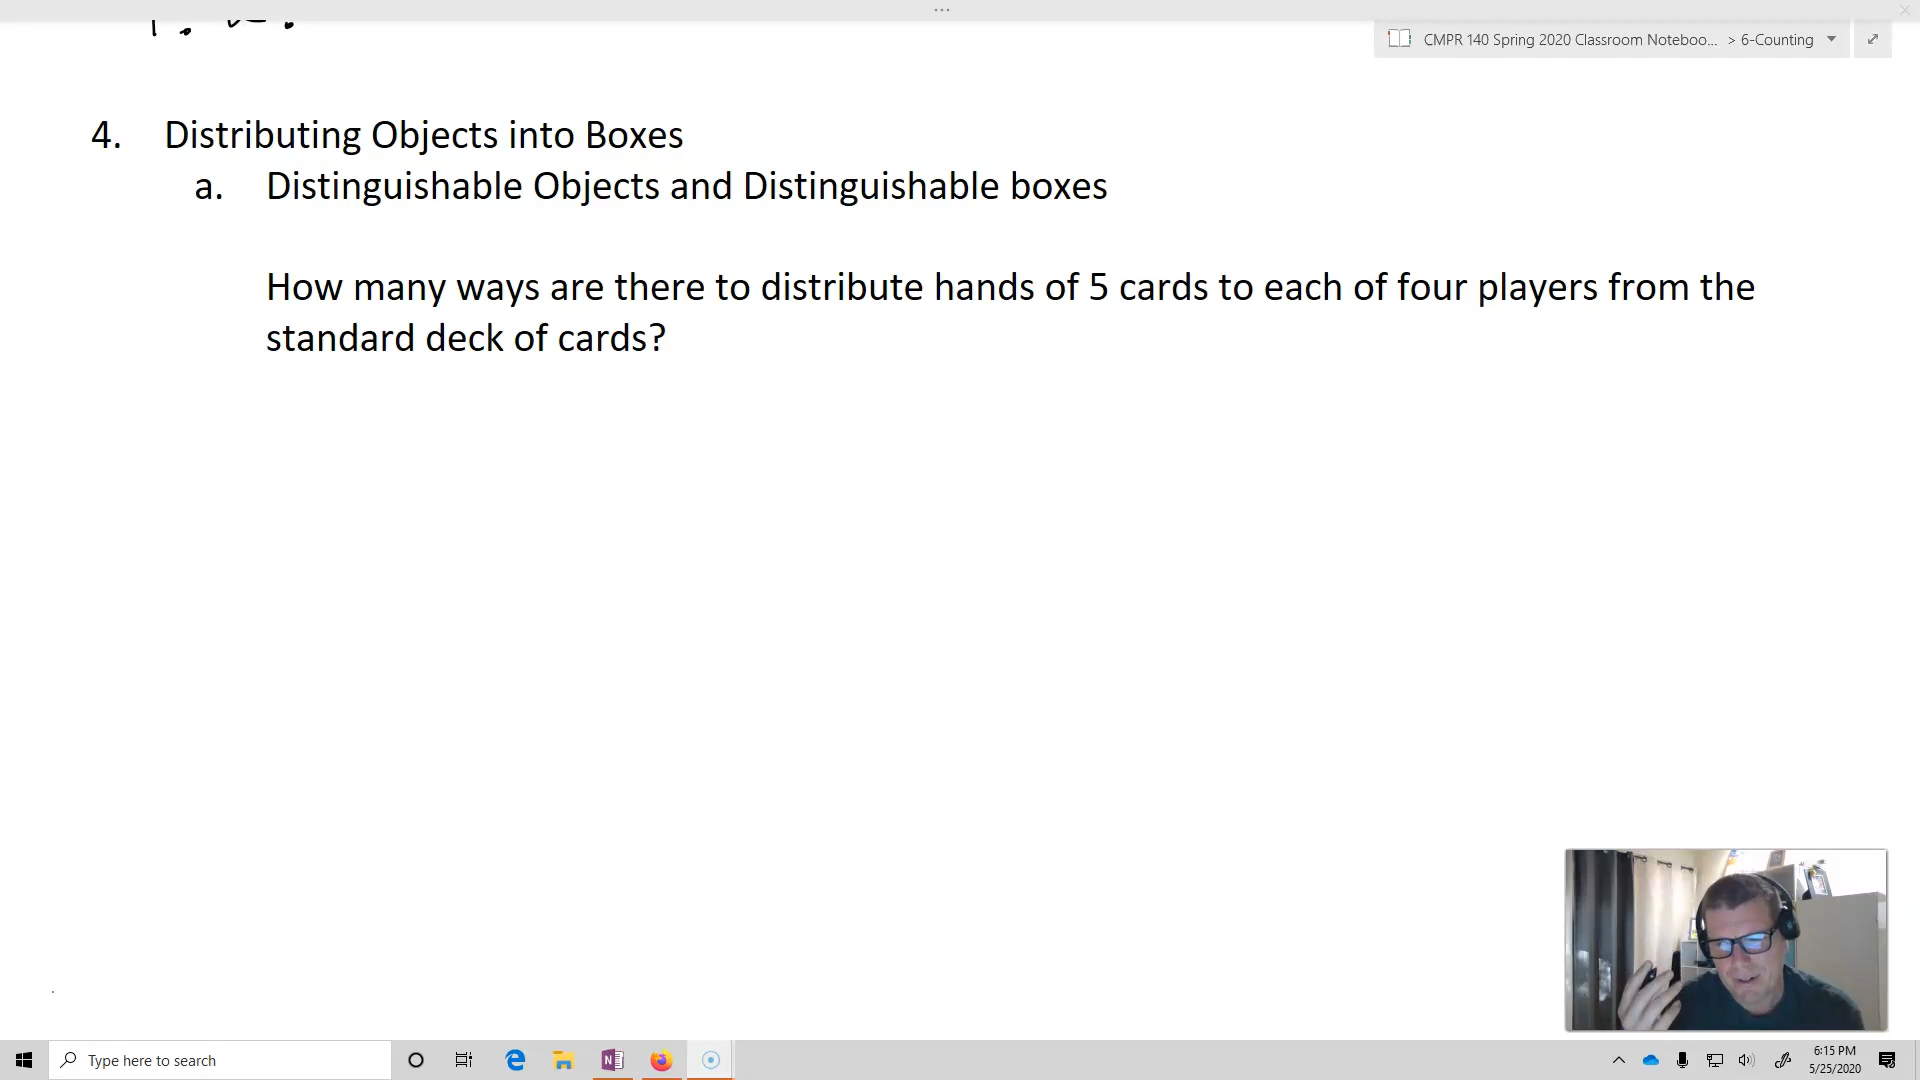 ...
CMPR 140 Spring 2020 Classroom Noteboo... > 6-Counting
4. Distributing Objects into Boxes
a. Distinguishable Objects and Distinguishable boxes
How many ways are there to distribute hands of 5 cards to each of four players from the
standard deck of cards?
Type here to search
6:15 PM
5/25/2020